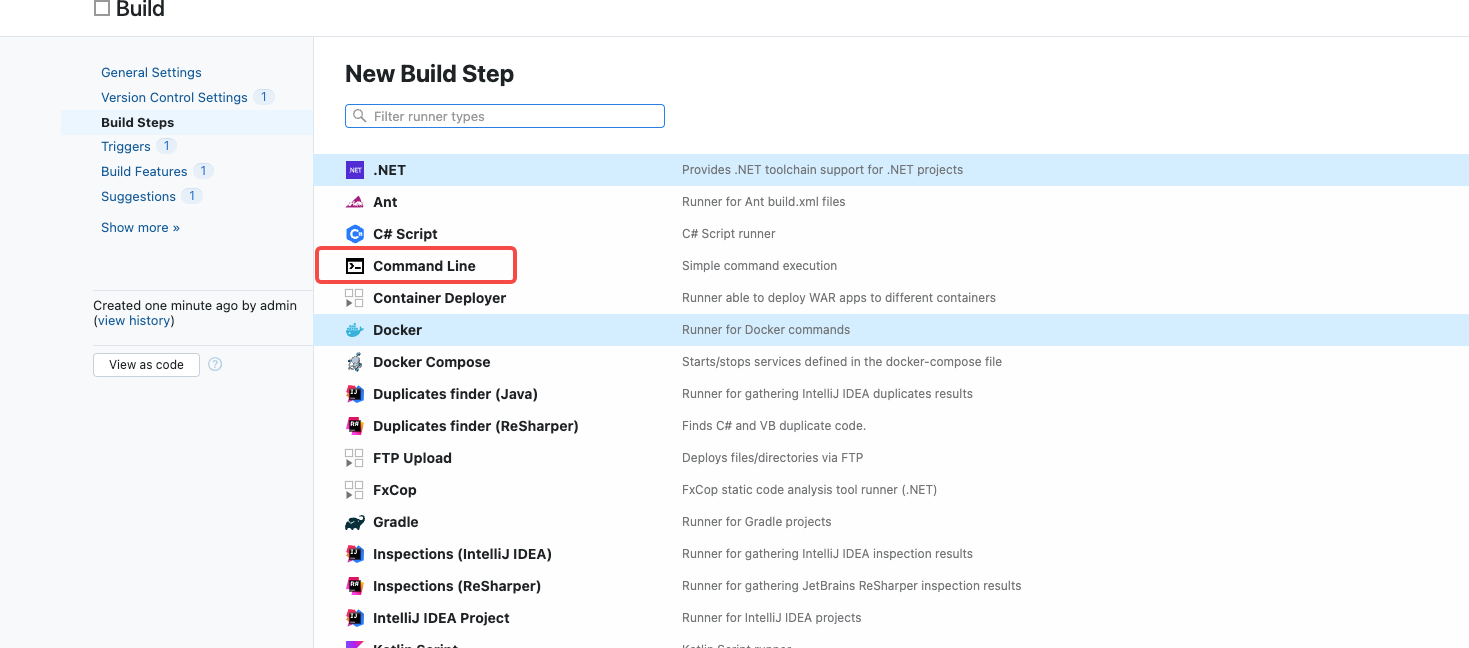 Build
General Settings
Version Control Settings 1
Build Steps
Triggers 1
Build Features 1
Suggestions 1
Show more »
Created one minute ago by admin
(view history)
View as code ?
New Build Step
Filter runner types
NET .NET Provides .NET toolchain support for .NET projects
Ant Runner for Ant build.xml files
C# Script C# Script runner
Command Line Simple command execution
Container Deployer Runner able to deploy WAR apps to different containers
Docker Runner for Docker commands
Docker Compose Starts/stops services defined in the docker-compose file
Duplicates finder (Java) Runner for gathering IntelliJ IDEA duplicates results
Duplicates finder (ReSharper) Finds C# and VB duplicate code.
FTP Upload Deploys files/directories via FTP
FxCop FxCop static code analysis tool runner (.NET)
Gradle Runner for Gradle projects
Inspections (IntelliJ IDEA) Runner for gathering IntelliJ IDEA inspection results
Inspections (ReSharper) Runner for gathering JetBrains ReSharper inspection results
IntelliJ IDEA Project Runner for IntelliJ IDEA projects
Kotlin Script Kotlin Script runner